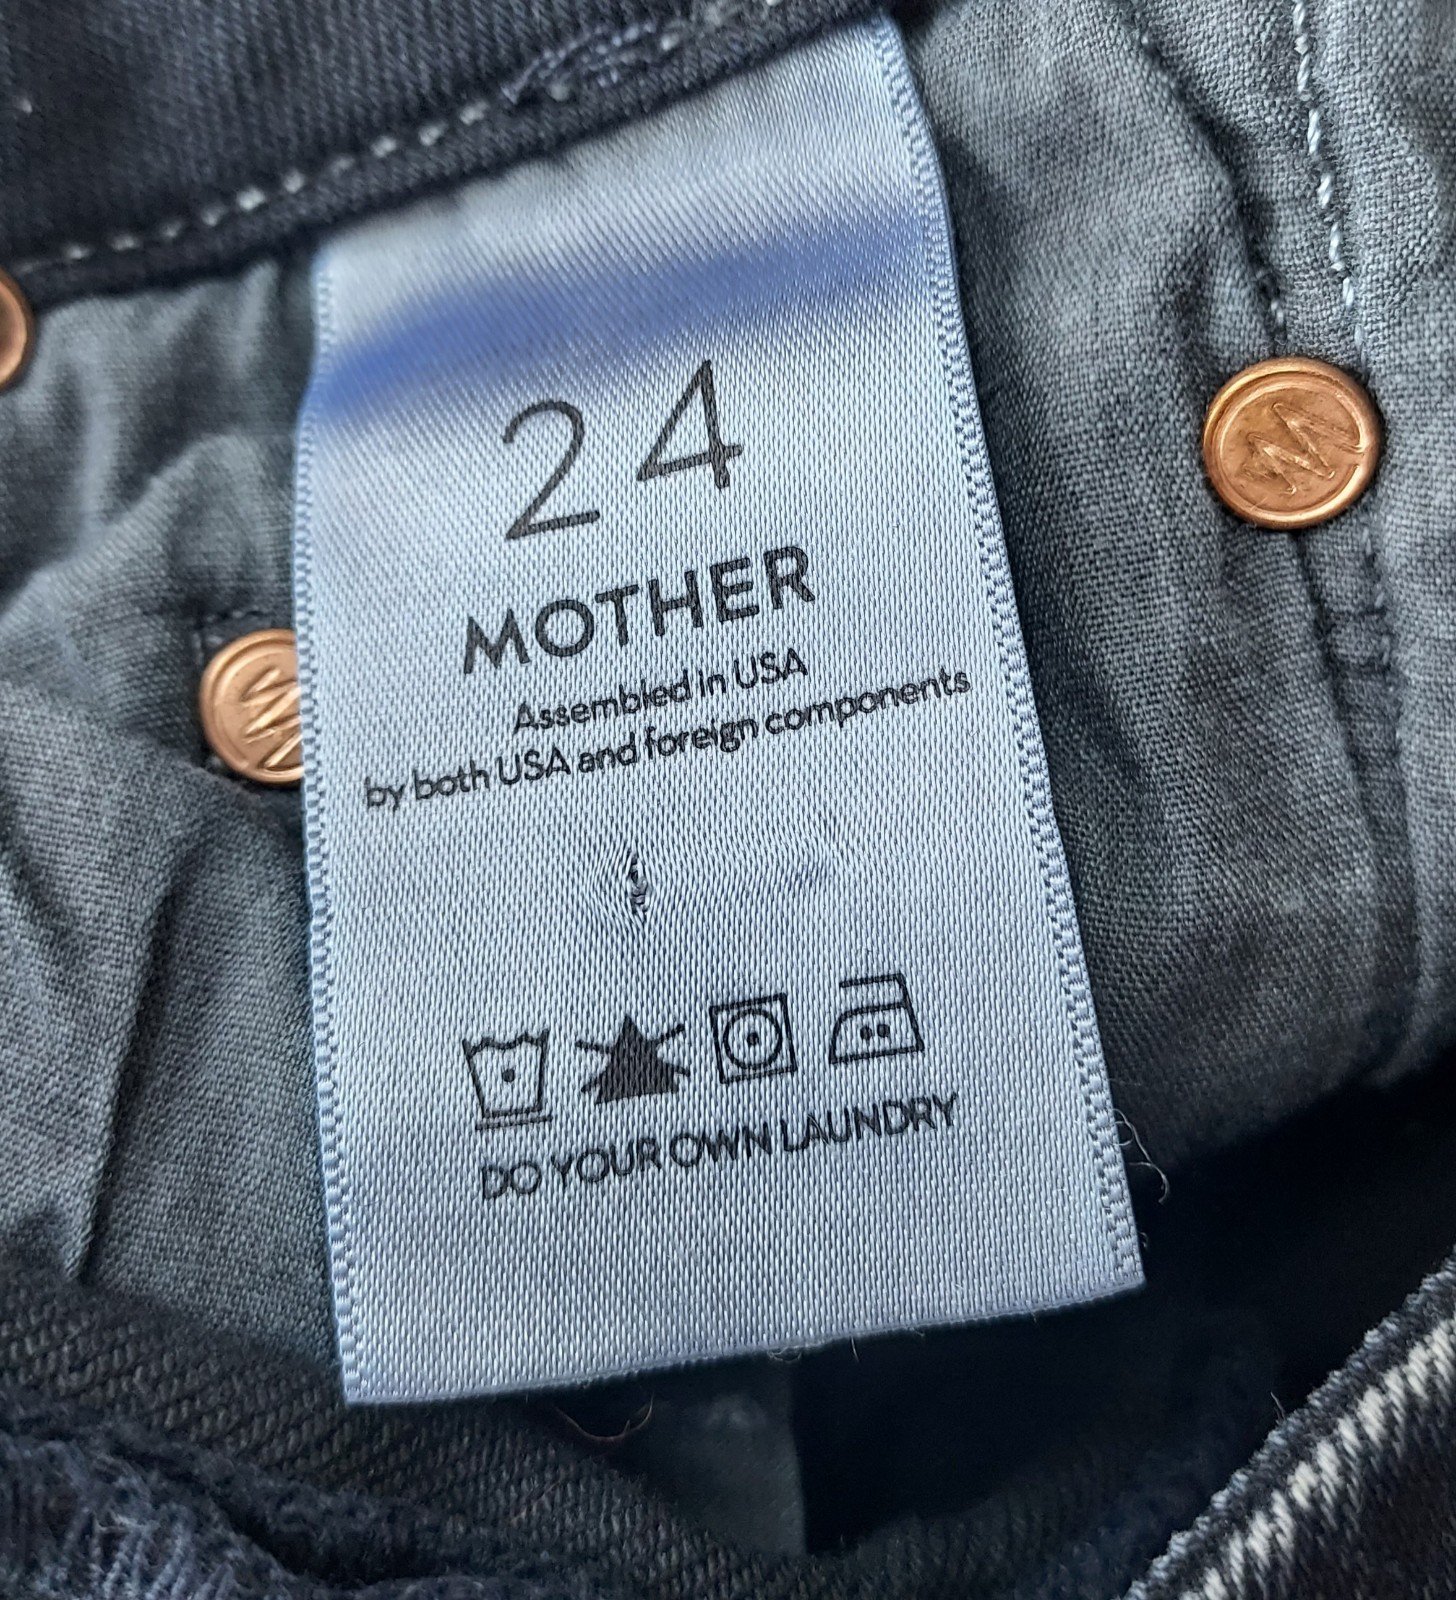 24
MOTHER
Assembled in USA
by both USA and foreign components
DO YOUR OWN LAUNDRY